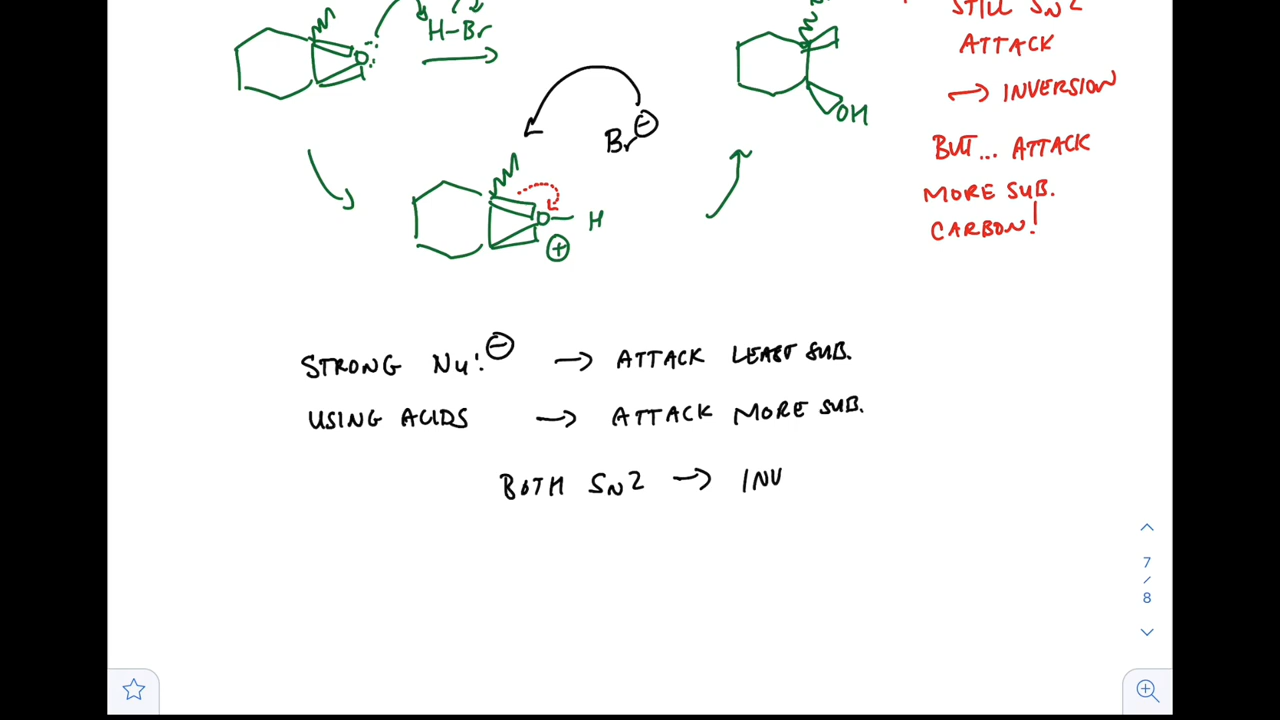 STILL SN2
ATTACK
→ INVERSION
BUT... ATTACK
MORE SUB.
CARBON!
O
H-Br
OH
Br⊖
O-H
⊕
STRONG Nu:⊖ → ATTACK LEAST SUB.
USING ACIDS → ATTACK MORE SUB.
BOTH SN2 → INV
7
/
8